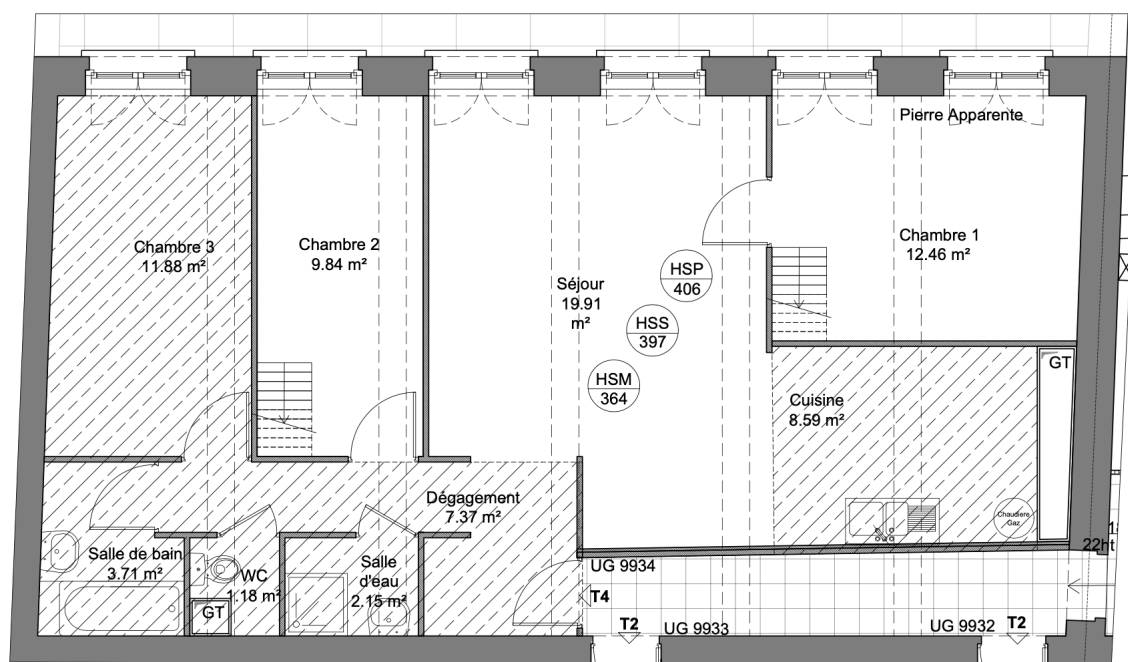 Pierre Apparente
Chambre 3
11.88 m²
Chambre 2
9.84 m²
Séjour
19.91
m²
HSP
406
HSS
397
HSM
364
Chambre 1
12.46 m²
GT
Cuisine
8.59 m²
Chaudiere
Gaz
Dégagement
7.37 m²
Salle de bain
3.71 m²
WC
1.18 m²
GT
Salle
d'eau
2.15 m²
22ht
UG 9934
T4
T2
UG 9933
UG 9932
T2